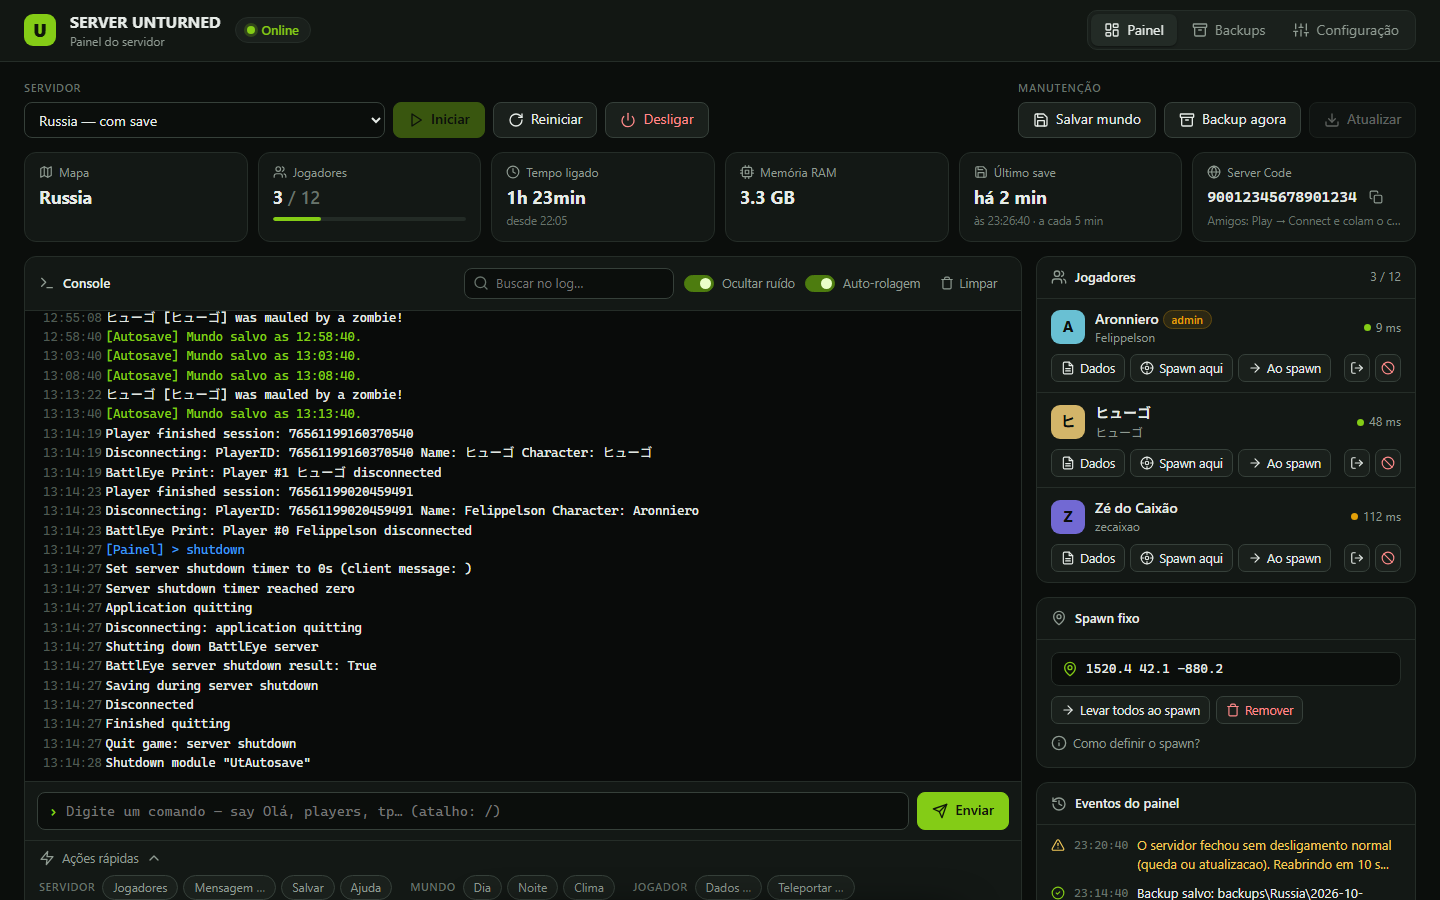 U
SERVER UNTURNED
Painel do servidor
Online
Painel
Backups
Configuração
SERVIDOR
Russia — com save
Iniciar
Reiniciar
Desligar
MANUTENÇÃO
Salvar mundo
Backup agora
Atualizar
Mapa
Russia
Jogadores
3 / 12
Tempo ligado
1h 23min
desde 22:05
Memória RAM
3.3 GB
Último save
há 2 min
às 23:26:40 · a cada 5 min
Server Code
90012345678901234
Amigos: Play → Connect e colam o c...
Console
Buscar no log...
Ocultar ruído
Auto-rolagem
Limpar
12:55:08 ヒューゴ [ヒューゴ] was mauled by a zombie!
12:58:40 [Autosave] Mundo salvo as 12:58:40.
13:03:40 [Autosave] Mundo salvo as 13:03:40.
13:08:40 [Autosave] Mundo salvo as 13:08:40.
13:13:22 ヒューゴ [ヒューゴ] was mauled by a zombie!
13:13:40 [Autosave] Mundo salvo as 13:13:40.
13:14:19 Player finished session: 76561199160370540
13:14:19 Disconnecting: PlayerID: 76561199160370540 Name: ヒューゴ Character: ヒューゴ
13:14:19 BattlEye Print: Player #1 ヒューゴ disconnected
13:14:23 Player finished session: 76561199020459491
13:14:23 Disconnecting: PlayerID: 76561199020459491 Name: Felippelson Character: Aronniero
13:14:23 BattlEye Print: Player #0 Felippelson disconnected
13:14:27 [Painel] > shutdown
13:14:27 Set server shutdown timer to 0s (client message: )
13:14:27 Server shutdown timer reached zero
13:14:27 Application quitting
13:14:27 Disconnecting: application quitting
13:14:27 Shutting down BattlEye server
13:14:27 BattlEye server shutdown result: True
13:14:27 Saving during server shutdown
13:14:27 Disconnected
13:14:27 Finished quitting
13:14:27 Quit game: server shutdown
13:14:28 Shutdown module "UtAutosave"
› Digite um comando — say Olá, players, tp… (atalho: /)
Enviar
Ações rápidas
SERVIDOR
Jogadores
Mensagem ...
Salvar
Ajuda
MUNDO
Dia
Noite
Clima
JOGADOR
Dados ...
Teleportar ...
Jogadores
3 / 12
A
Aronniero
admin
Felippelson
9 ms
Dados
Spawn aqui
Ao spawn
ヒ
ヒューゴ
ヒューゴ
48 ms
Dados
Spawn aqui
Ao spawn
Z
Zé do Caixão
zecaixao
112 ms
Dados
Spawn aqui
Ao spawn
Spawn fixo
1520.4 42.1 −880.2
Levar todos ao spawn
Remover
Como definir o spawn?
Eventos do painel
23:20:40 O servidor fechou sem desligamento normal
(queda ou atualizacao). Reabrindo em 10 s...
23:14:40 Backup salvo: backups\Russia\2026-10-